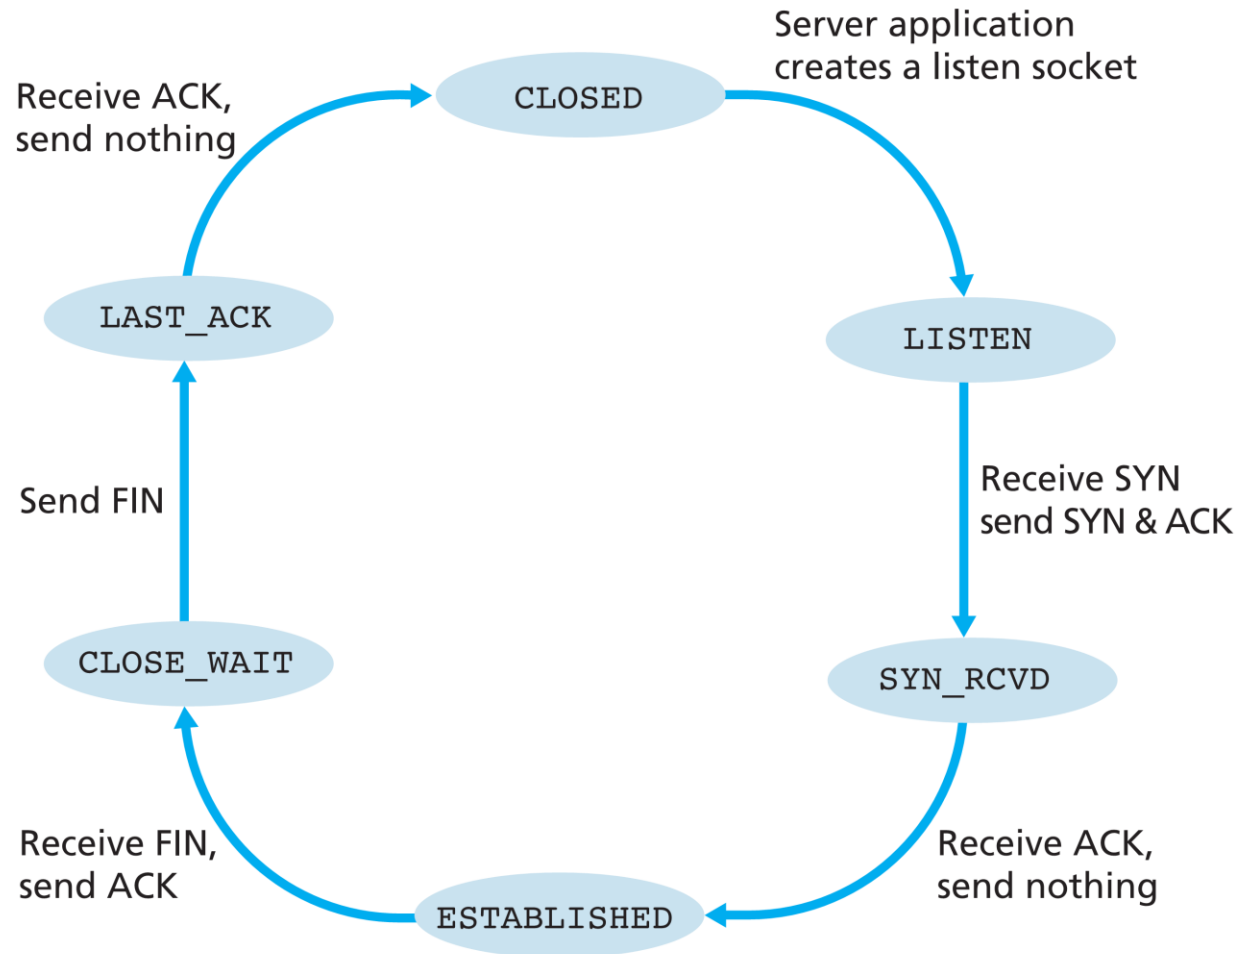 Server application
creates a listen socket
Receive ACK,
send nothing
CLOSED
LAST_ACK
LISTEN
Send FIN
Receive SYN
send SYN & ACK
CLOSE_WAIT
SYN_RCVD
Receive FIN,
send ACK
Receive ACK,
send nothing
ESTABLISHED